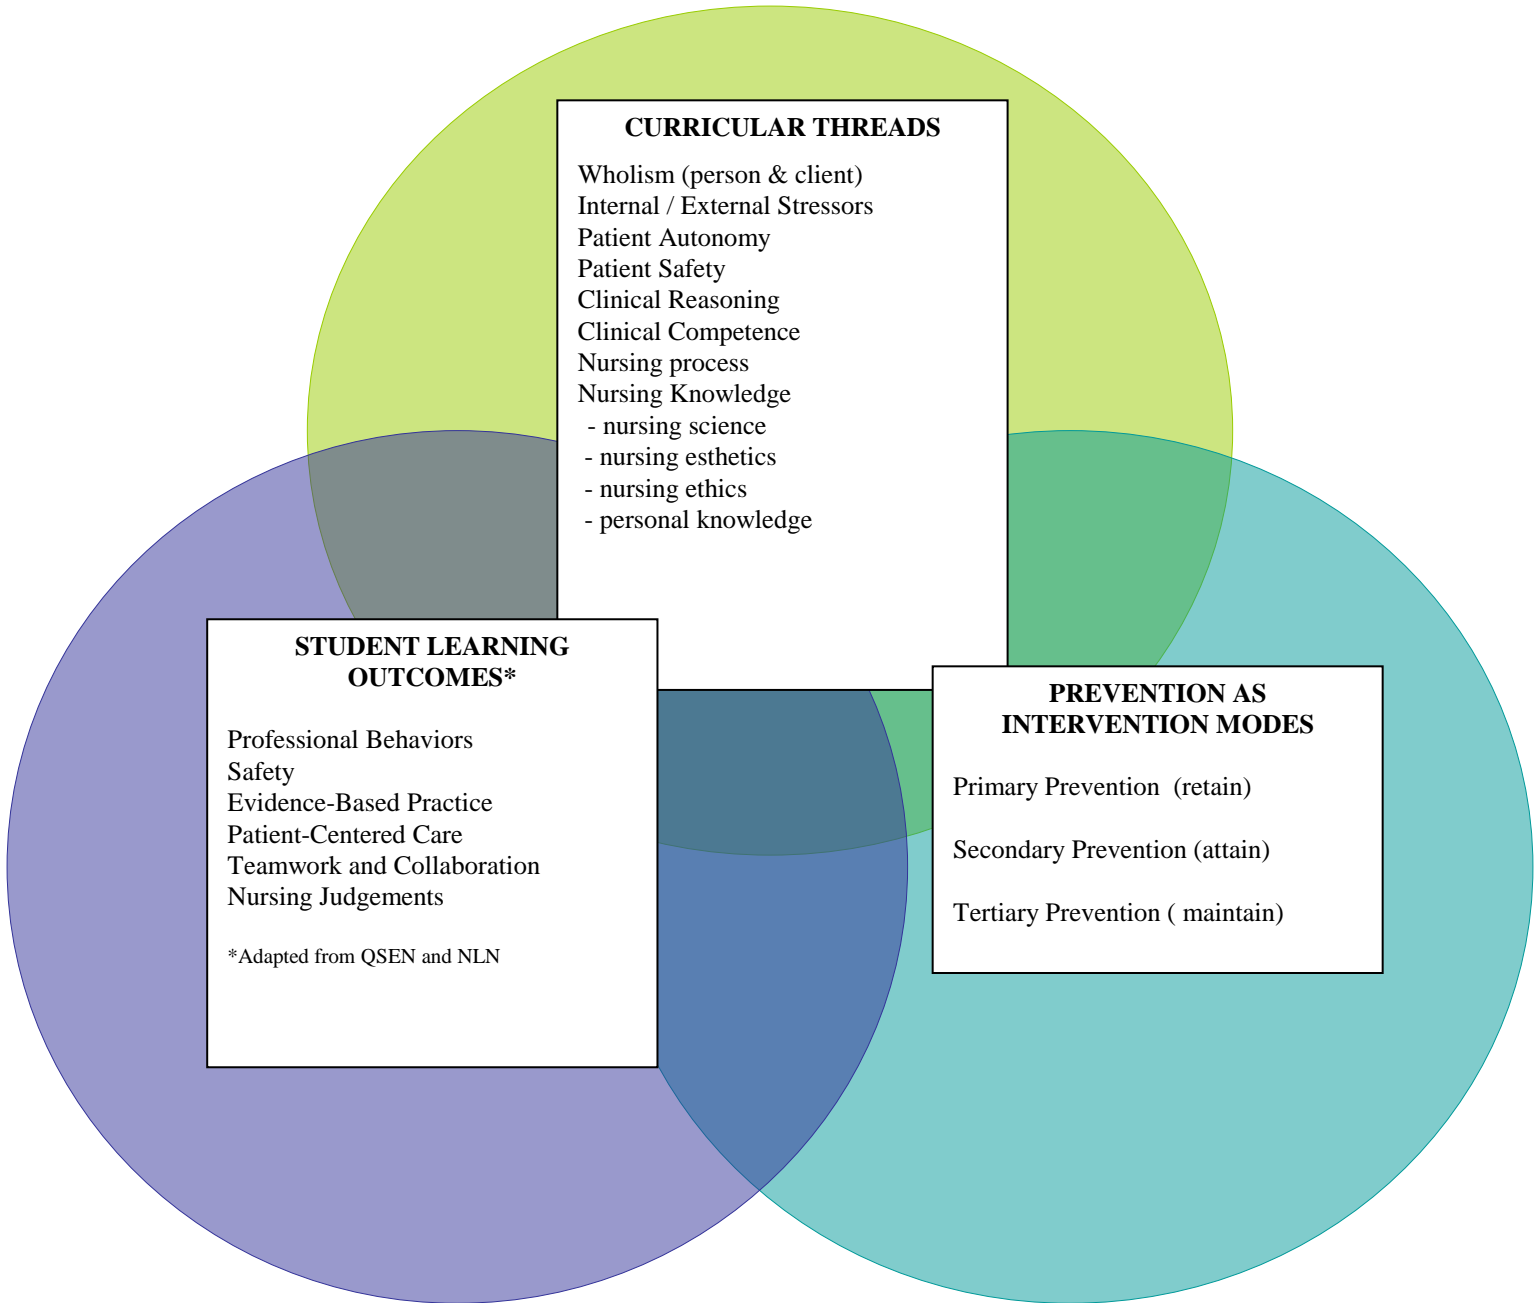 CURRICULAR THREADS
Wholism (person & client)
Internal / External Stressors
Patient Autonomy
Patient Safety
Clinical Reasoning
Clinical Competence
Nursing process
Nursing Knowledge
- nursing science
- nursing esthetics
- nursing ethics
- personal knowledge
STUDENT LEARNING
OUTCOMES*
Professional Behaviors
Safety
Evidence-Based Practice
Patient-Centered Care
Teamwork and Collaboration
Nursing Judgements
*Adapted from QSEN and NLN
PREVENTION AS
INTERVENTION MODES
Primary Prevention  (retain)
Secondary Prevention (attain)
Tertiary Prevention ( maintain)